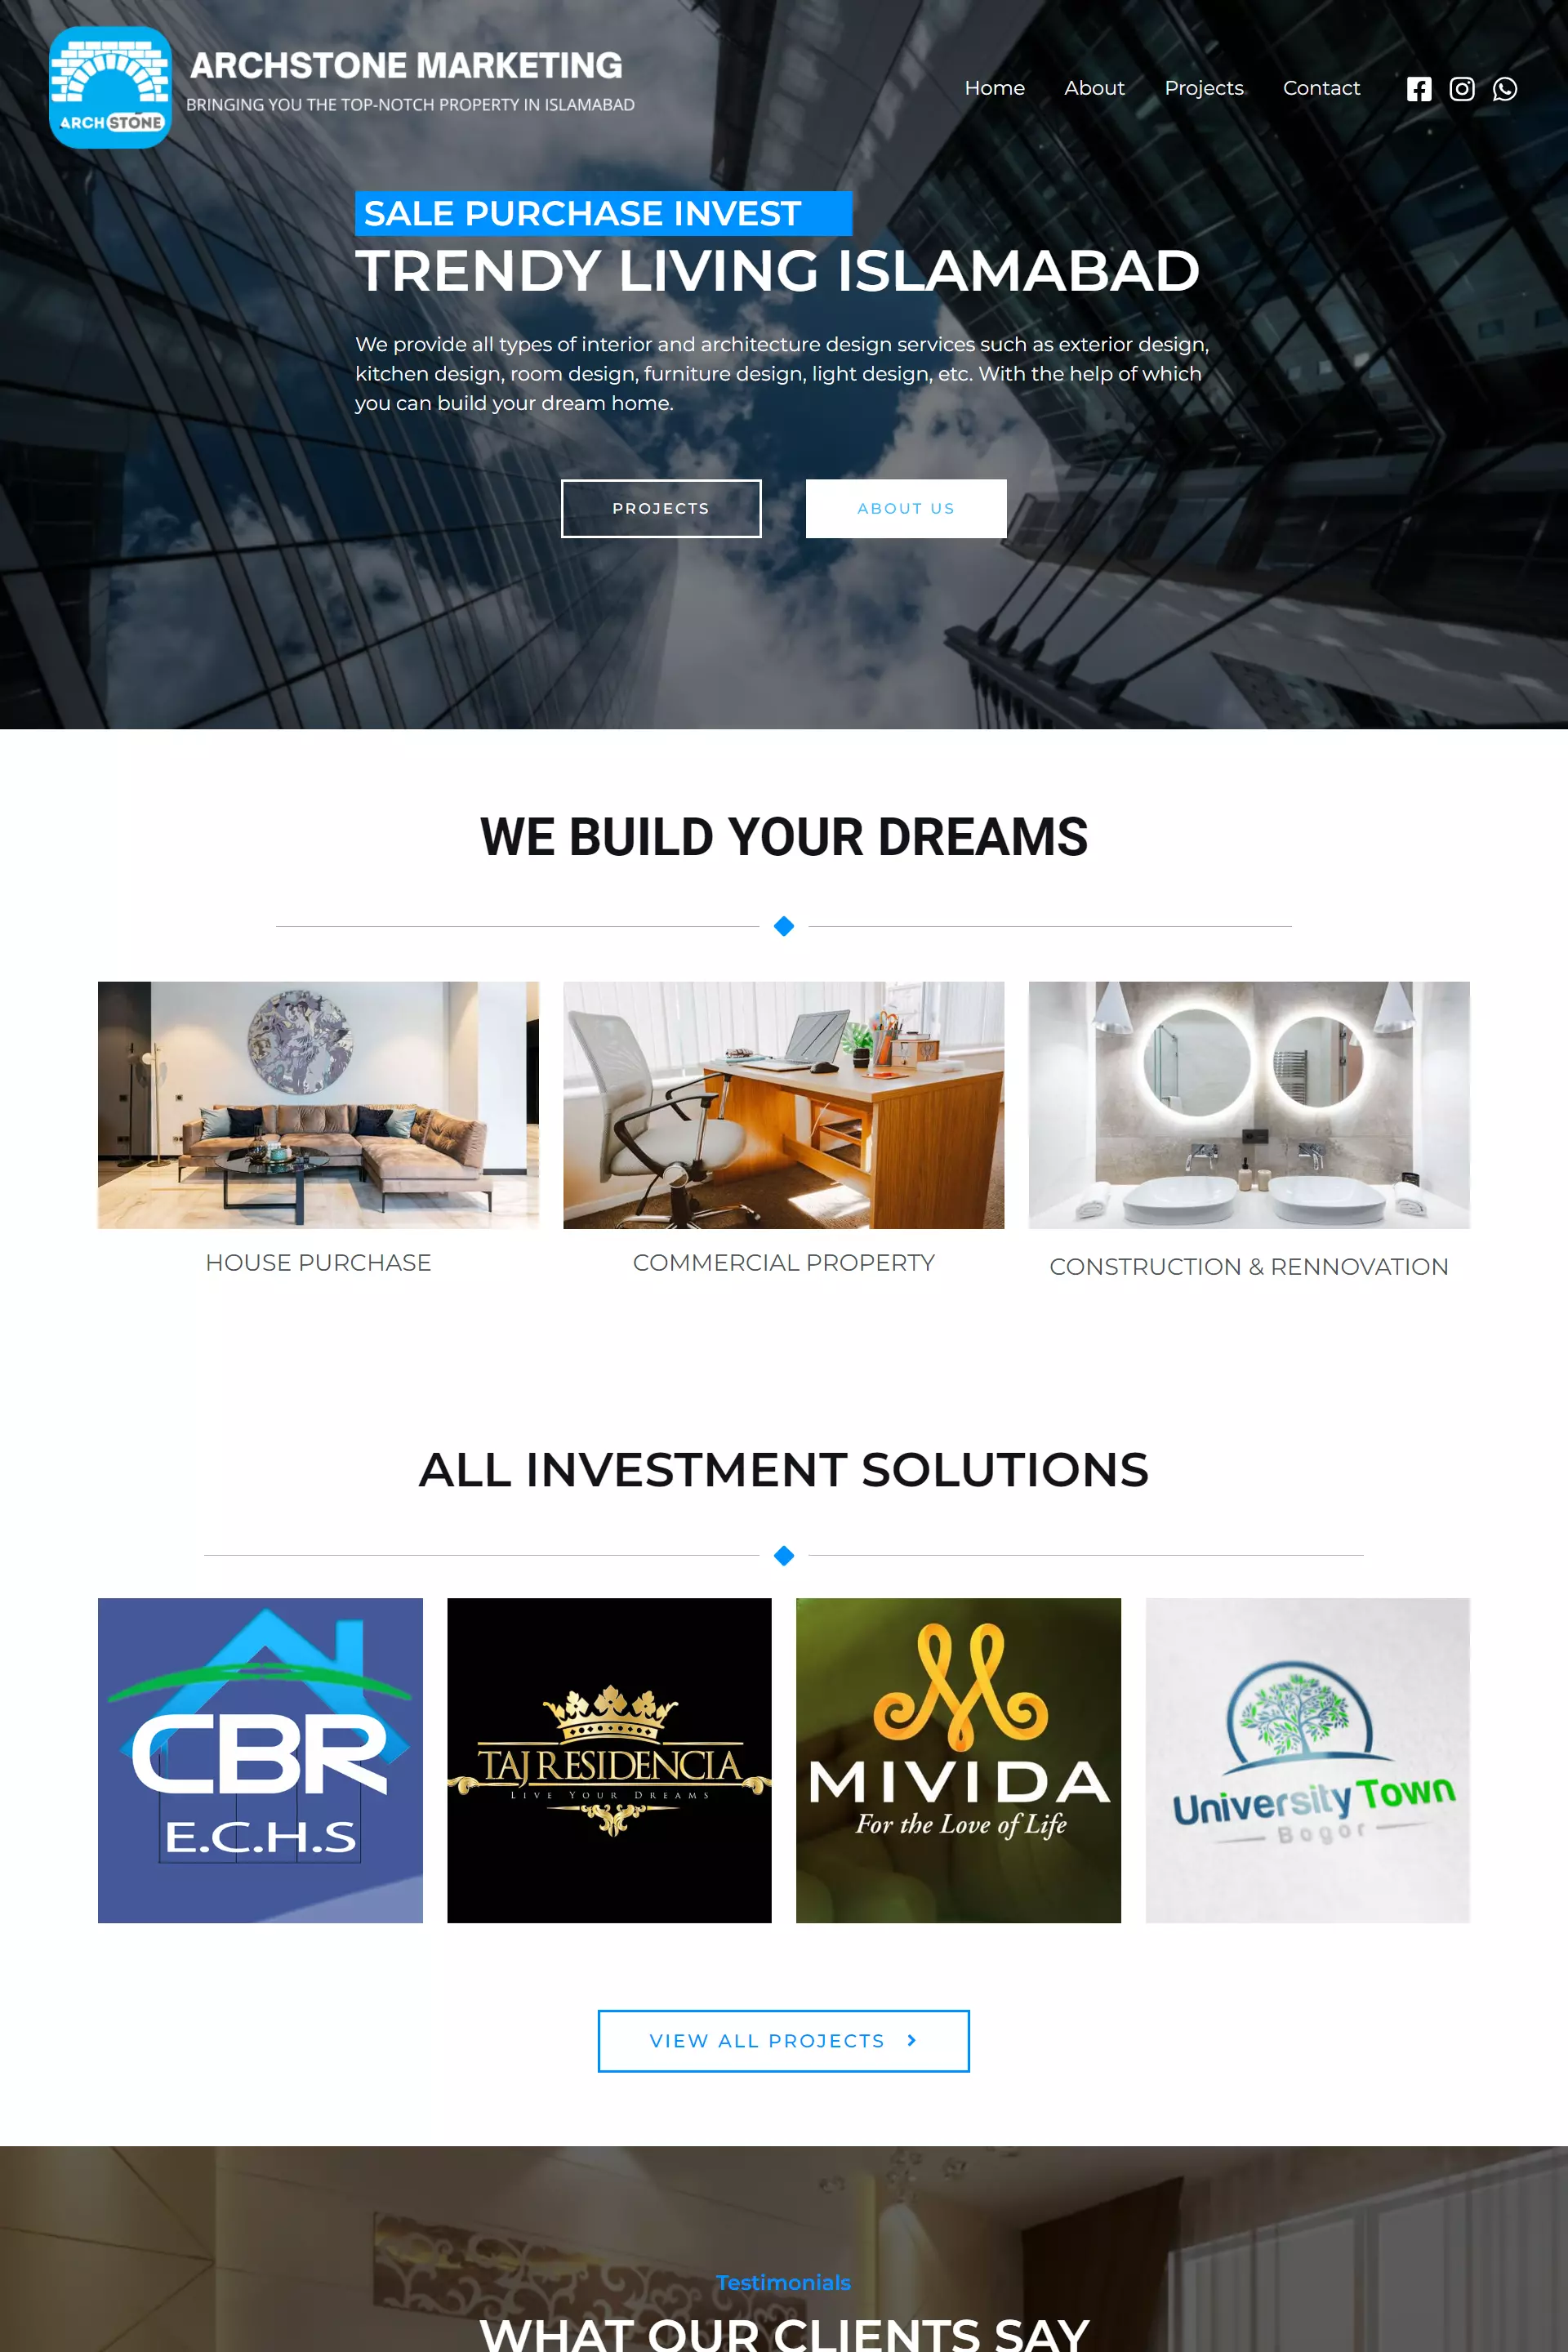 ARCHSTONE
ARCHSTONE MARKETING
BRINGING YOU THE TOP-NOTCH PROPERTY IN ISLAMABAD
Home About Projects Contact
SALE PURCHASE INVEST
TRENDY LIVING ISLAMABAD
We provide all types of interior and architecture design services such as exterior design,
kitchen design, room design, furniture design, light design, etc. With the help of which
you can build your dream home.
PROJECTS ABOUT US
WE BUILD YOUR DREAMS
HOUSE PURCHASE
COMMERCIAL PROPERTY
CONSTRUCTION & RENNOVATION
ALL INVESTMENT SOLUTIONS
CBR
E.C.H.S
TAJ RESIDENCIA
LIVE YOUR DREAMS
MIVIDA
For the Love of Life
University Town
Bogor
VIEW ALL PROJECTS
Testimonials
WHAT OUR CLIENTS SAY